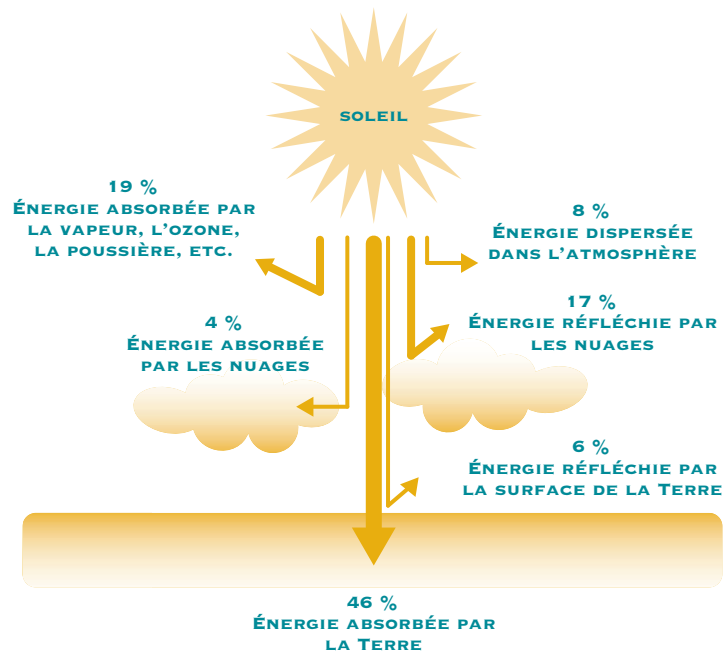 SOLEIL
19 %
ÉNERGIE ABSORBÉE PAR
LA VAPEUR, L'OZONE,
LA POUSSIÈRE, ETC.
8 %
ÉNERGIE DISPERSÉE
DANS L'ATMOSPHÈRE
4 %
ÉNERGIE ABSORBÉE
PAR LES NUAGES
17 %
ÉNERGIE RÉFLÉCHIE PAR
LES NUAGES
6 %
ÉNERGIE RÉFLÉCHIE PAR
LA SURFACE DE LA TERRE
46 %
ÉNERGIE ABSORBÉE PAR
LA TERRE